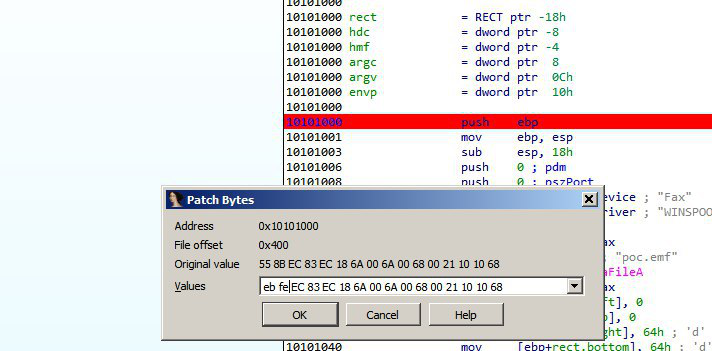 10101000
10101000 rect = RECT ptr -18h
10101000 hdc = dword ptr -8
10101000 hmf = dword ptr -4
10101000 argc = dword ptr 8
10101000 argv = dword ptr 0Ch
10101000 envp = dword ptr 10h
10101000
10101000 push ebp
10101001 mov ebp, esp
10101003 sub esp, 18h
10101006 push 0 ; pdm
10101008 push 0 ; pszPort
evice ; "Fax"
river ; "WINSPOO
ax
; "poc.emf"
aFileA
ax
ft], 0
p], 0
ght], 64h ; 'd'
10101040 mov [ebp+rect.bottom], 64h ; 'd'
Patch Bytes
Address 0x10101000
File offset 0x400
Original value 55 8B EC 83 EC 18 6A 00 6A 00 68 00 21 10 10 68
Values eb fe EC 83 EC 18 6A 00 6A 00 68 00 21 10 10 68
OK Cancel Help